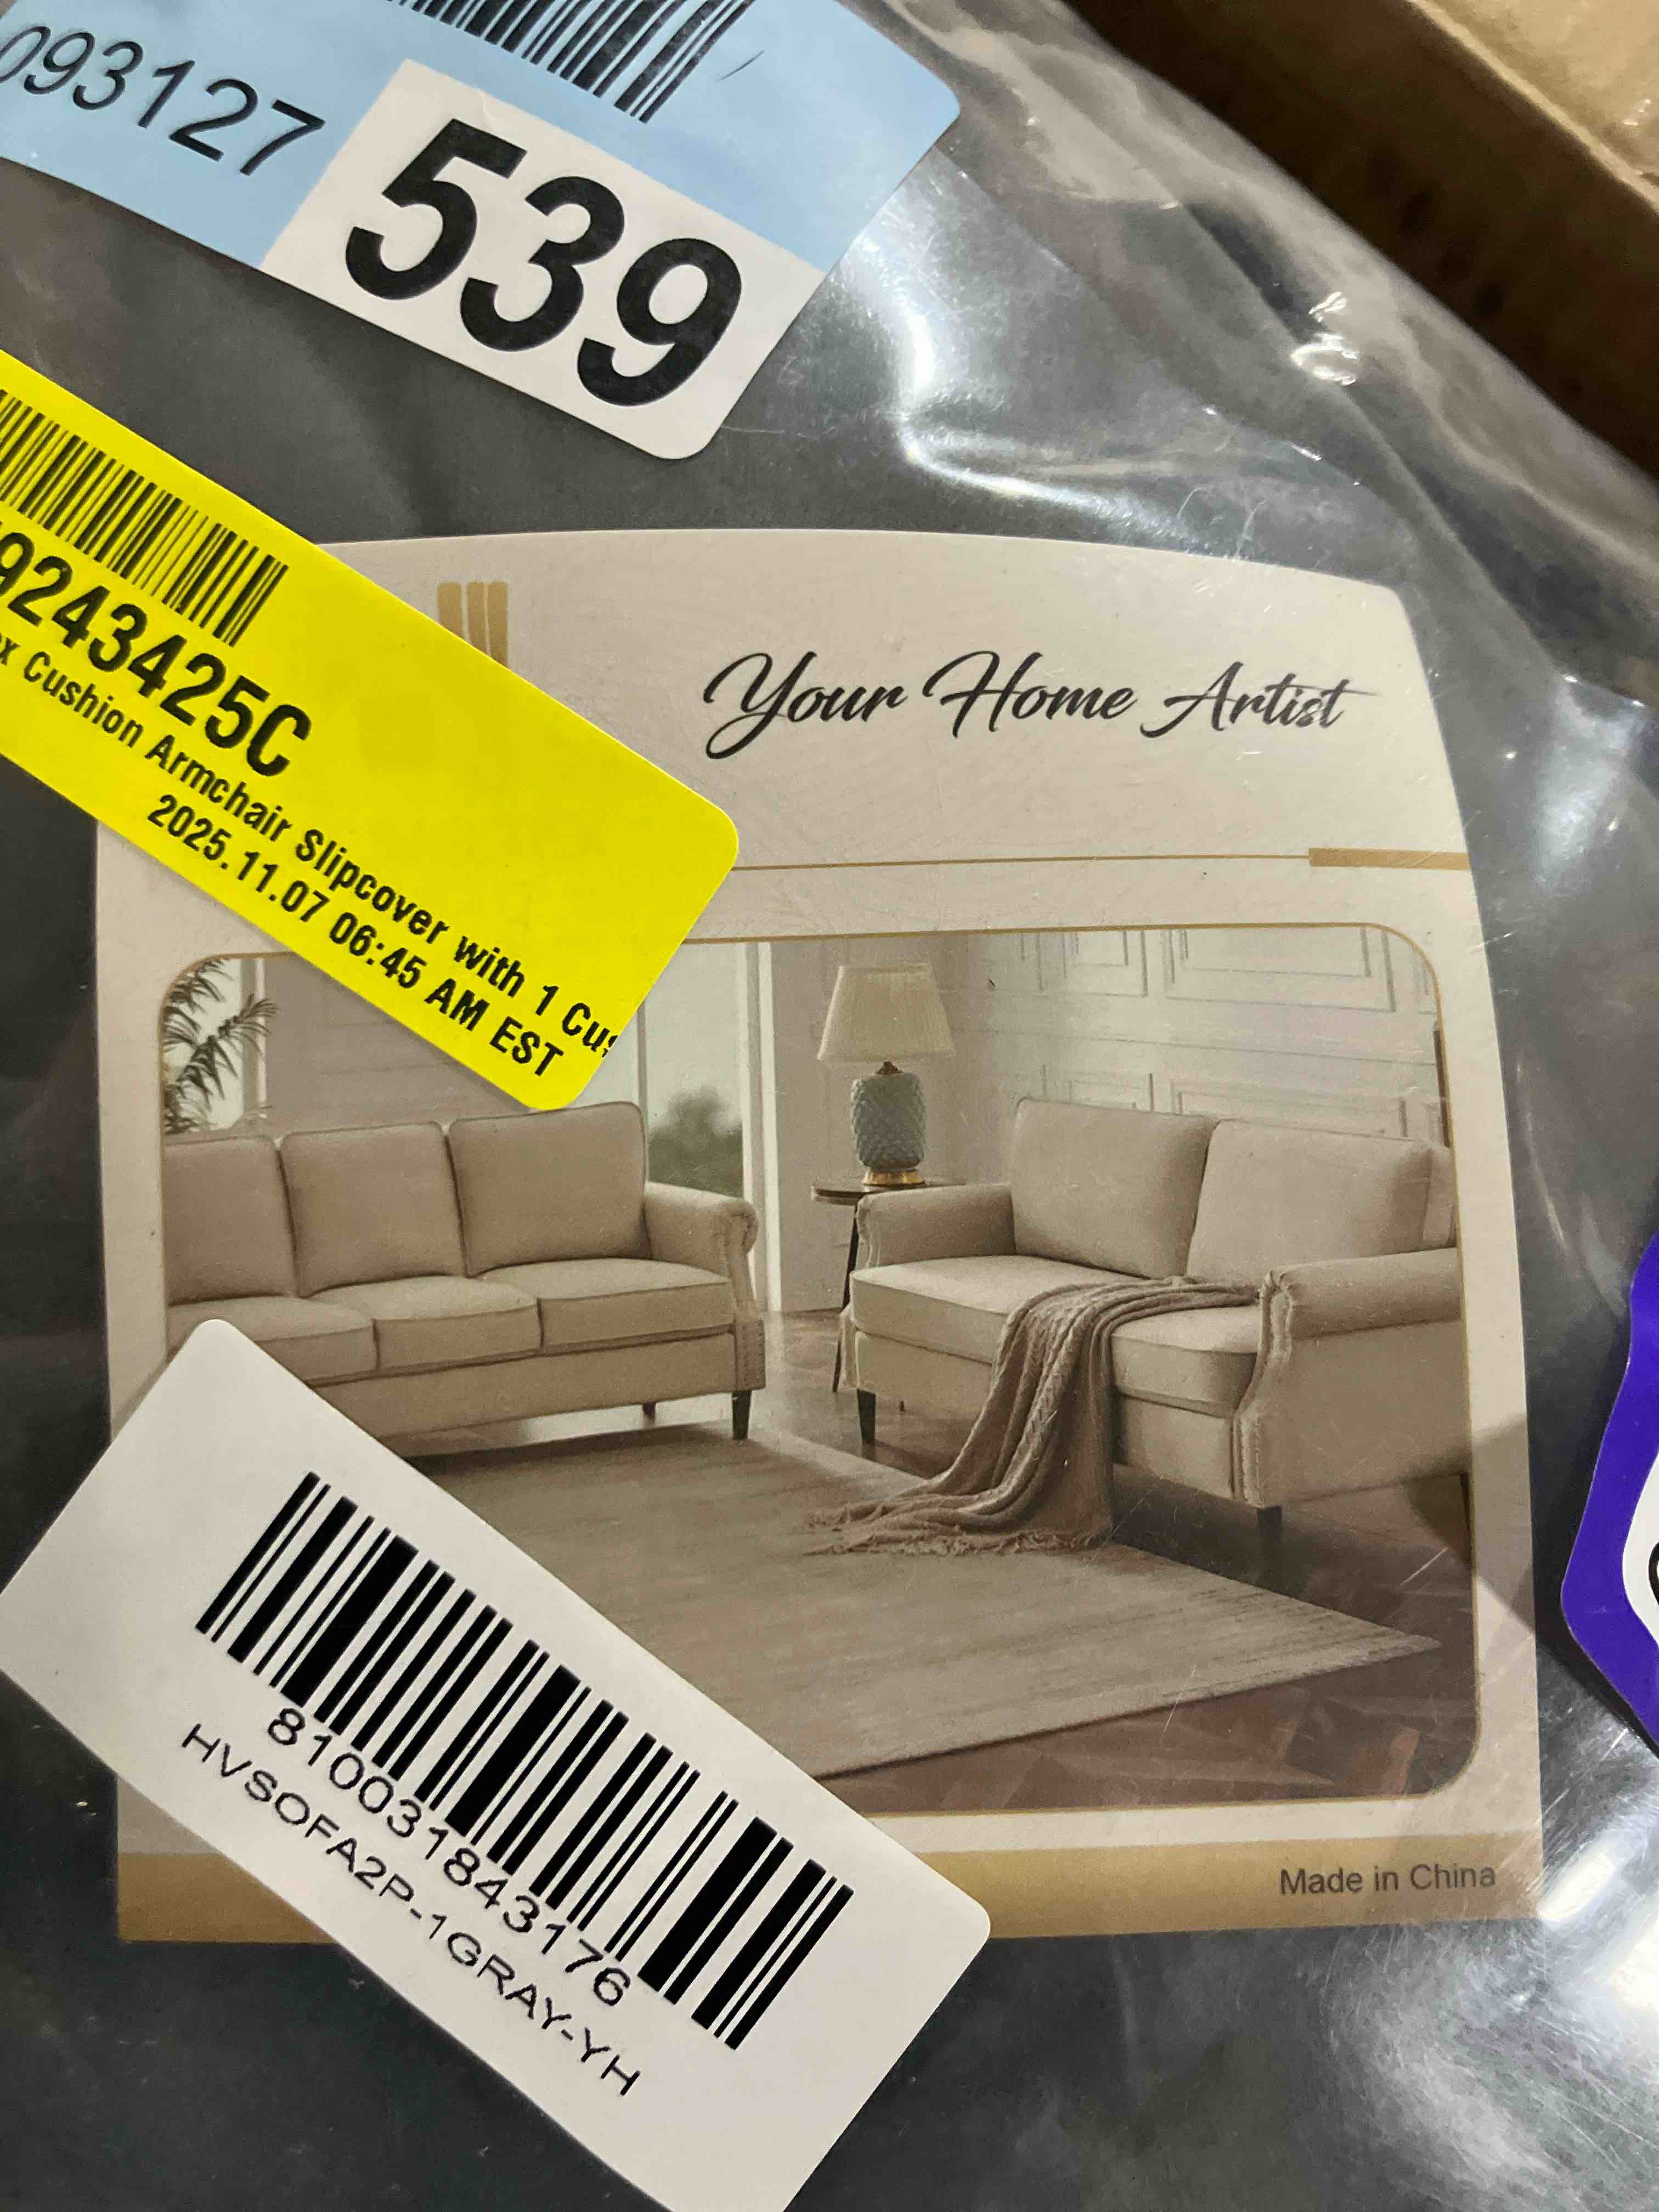 093127
539
9243425C
Cushion Armchair Slipcover with 1
2025.11.07 06:45 AM EST
Your Home Artist
810031843176
HVSOFA2P-1GRAY-YH
Made in China